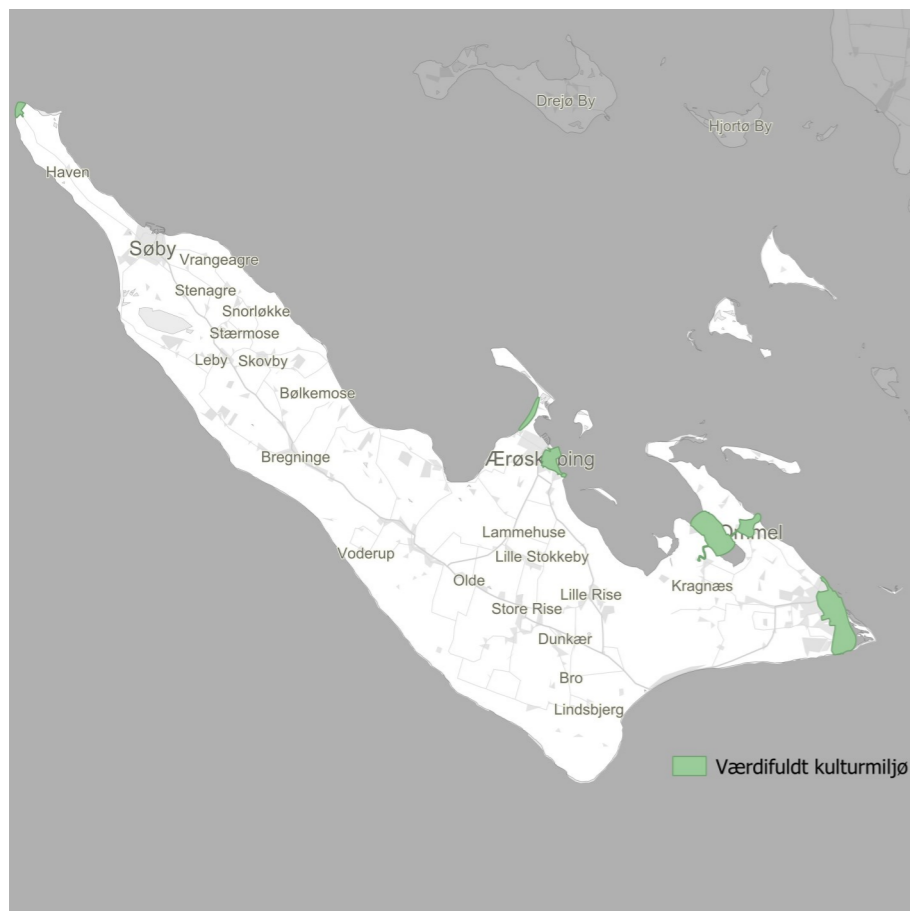 Drejø By
Hjortø By
Haven
Søby
Vrangeagre
Stenagre
Snorløkke
Stærmose
Leby
Skovby
Bølkemose
Bregninge
Ærøskøbing
Lammehuse
Ommel
Voderup
Lille Stokkeby
Olde
Kragnæs
Lille Rise
Store Rise
Dunkær
Bro
Lindsbjerg
Værdifuldt kulturmiljø